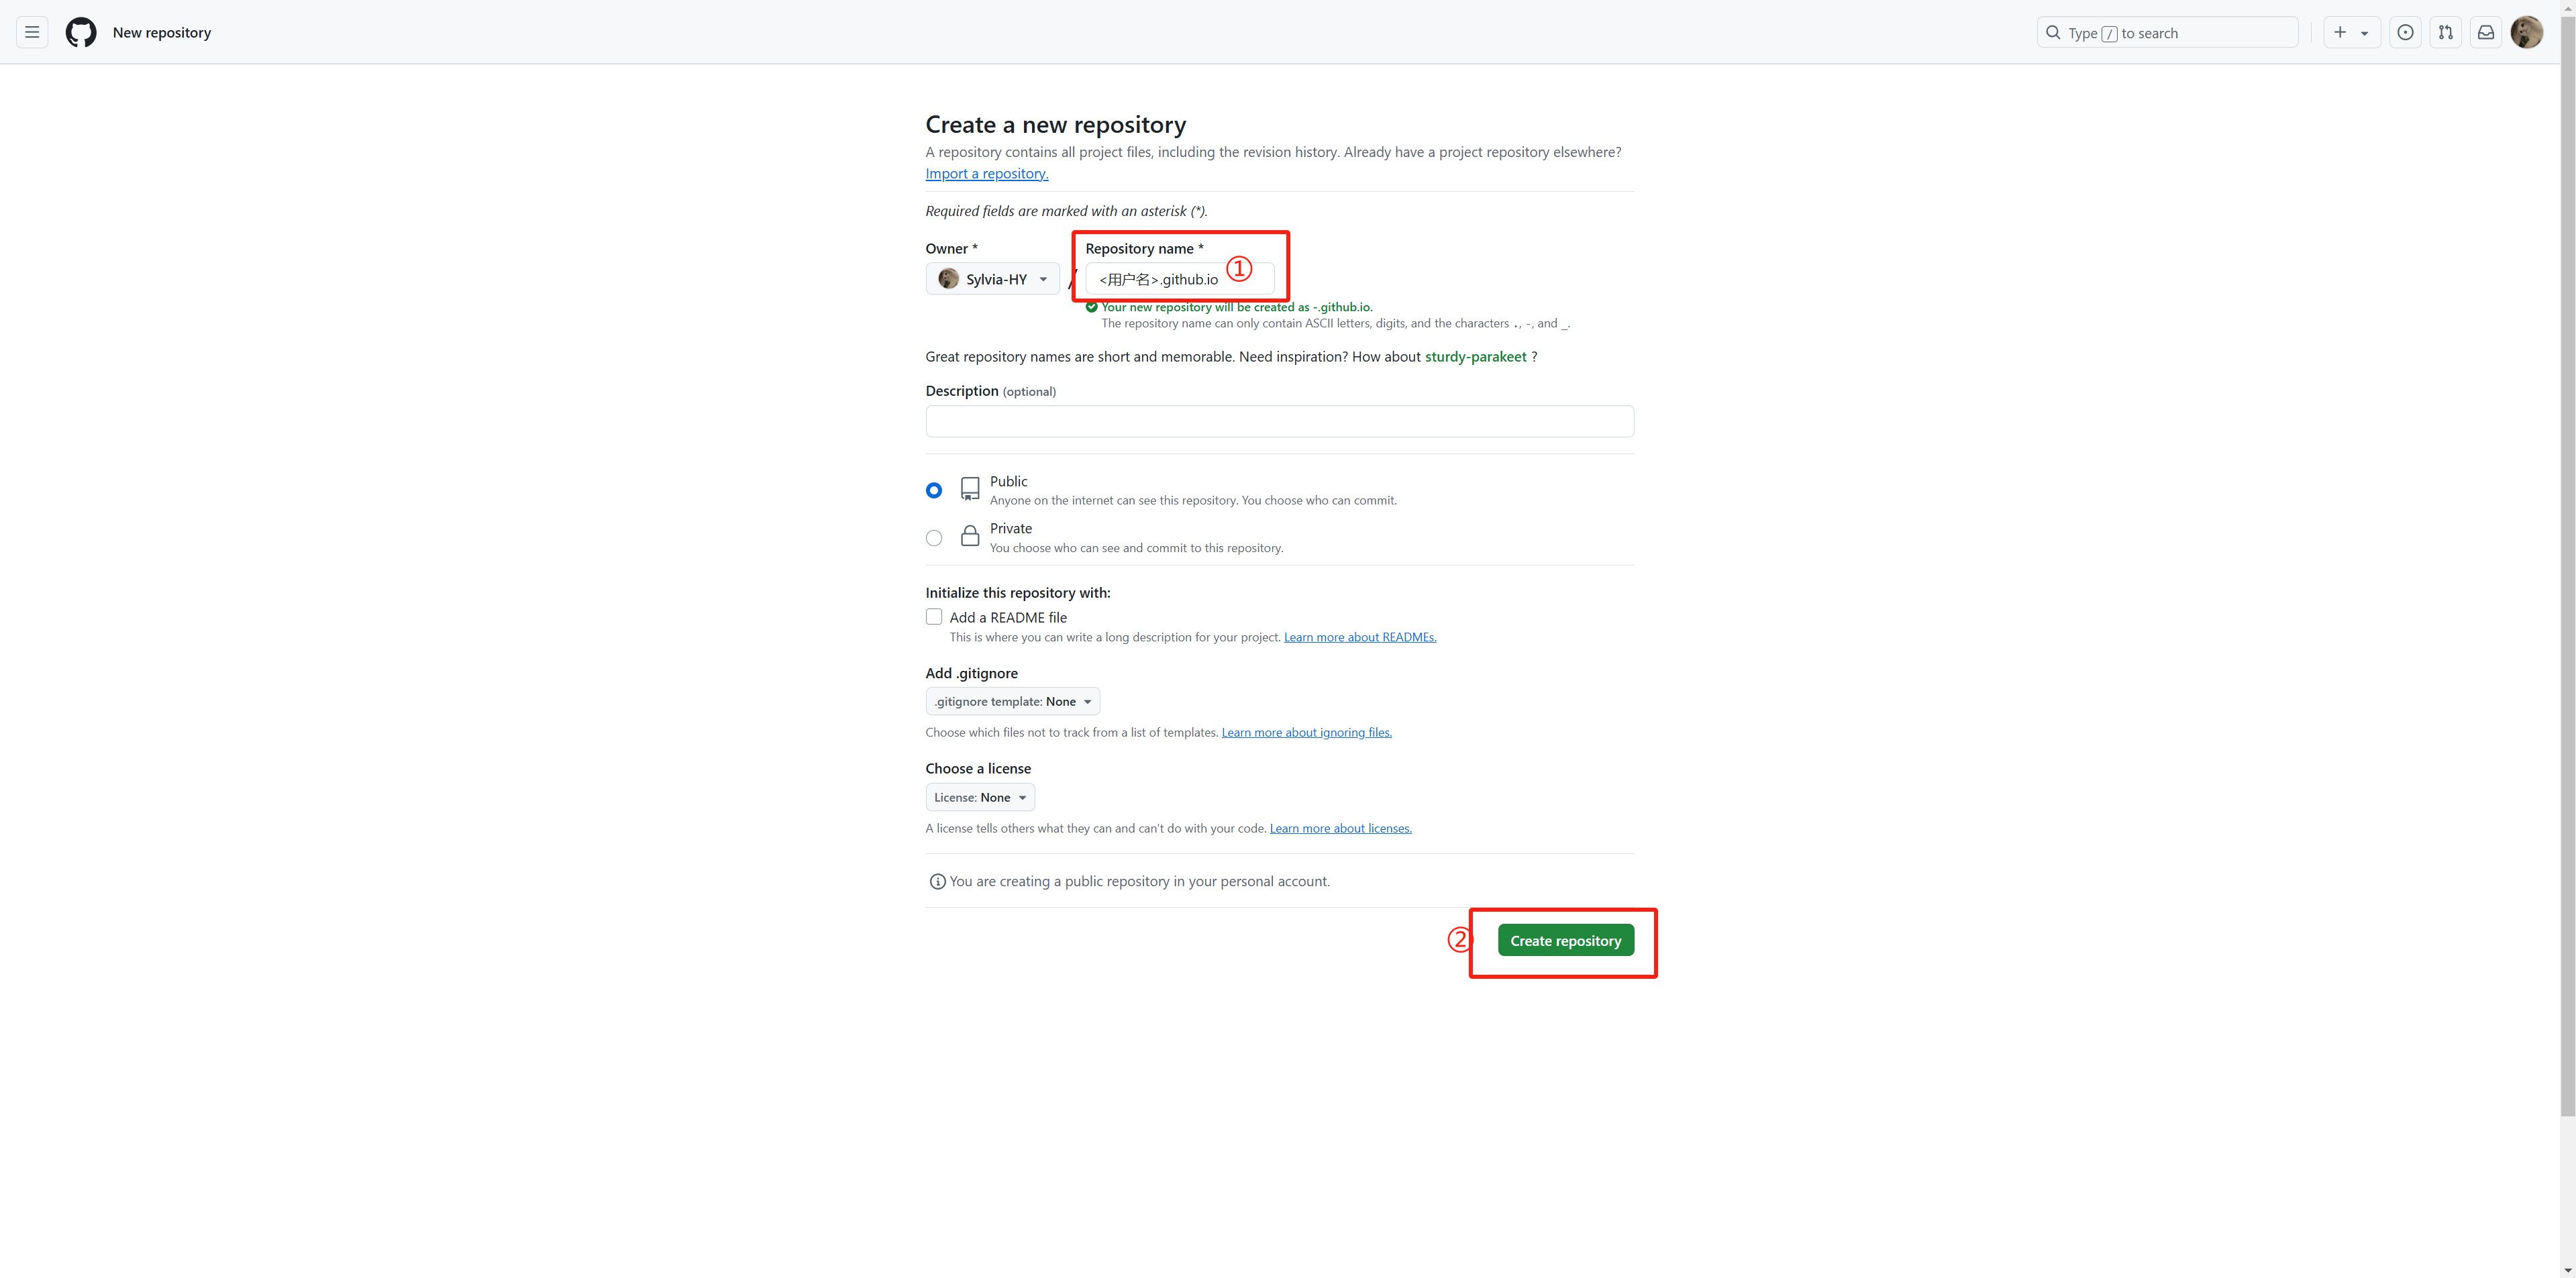 New repository
Type / to search
Create a new repository
A repository contains all project files, including the revision history. Already have a project repository elsewhere?
Import a repository.
Required fields are marked with an asterisk (*).
Owner *
Repository name *
Sylvia-HY
/
<用户名>.github.io
①
Your new repository will be created as -.github.io.
The repository name can only contain ASCII letters, digits, and the characters ., -, and _.
Great repository names are short and memorable. Need inspiration? How about sturdy-parakeet ?
Description (optional)
Public
Anyone on the internet can see this repository. You choose who can commit.
Private
You choose who can see and commit to this repository.
Initialize this repository with:
Add a README file
This is where you can write a long description for your project. Learn more about READMEs.
Add .gitignore
.gitignore template: None
Choose which files not to track from a list of templates. Learn more about ignoring files.
Choose a license
License: None
A license tells others what they can and can't do with your code. Learn more about licenses.
You are creating a public repository in your personal account.
② Create repository